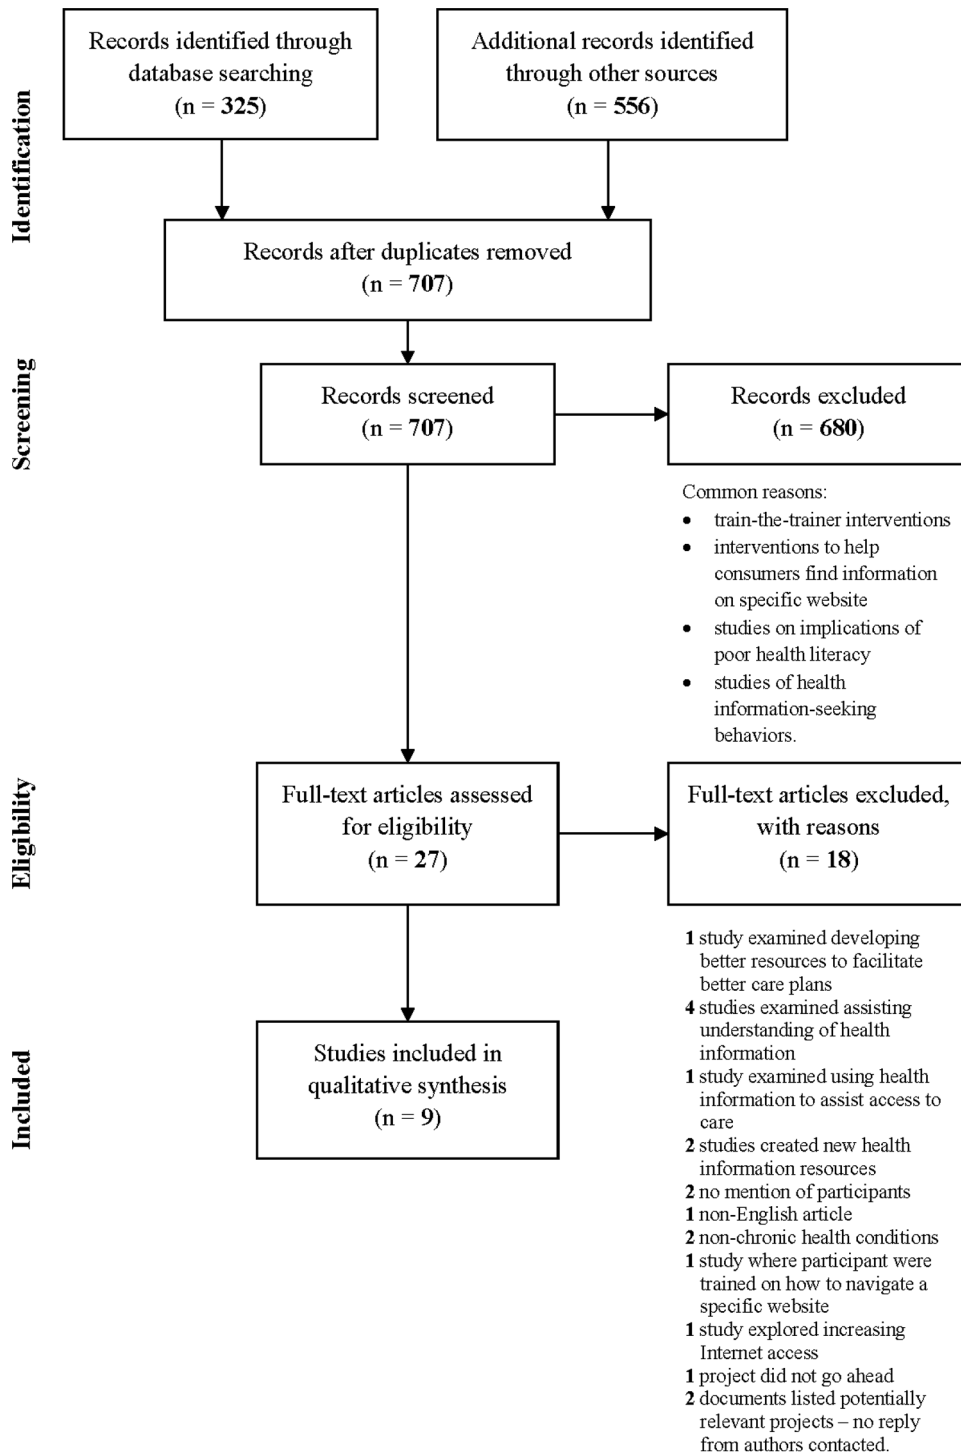 Identification
Records identified through
database searching
(n = 325)
Additional records identified
through other sources
(n = 556)
Records after duplicates removed
(n = 707)
Screening
Records screened
(n = 707)
Records excluded
(n = 680)
Common reasons:
• train-the-trainer interventions
• interventions to help
consumers find information
on specific website
• studies on implications of
poor health literacy
• studies of health
information-seeking
behaviors.
Eligibility
Full-text articles assessed
for eligibility
(n = 27)
Full-text articles excluded,
with reasons
(n = 18)
1 study examined developing
better resources to facilitate
better care plans
4 studies examined assisting
understanding of health
information
1 study examined using health
information to assist access to
care
2 studies created new health
information resources
2 no mention of participants
1 non-English article
2 non-chronic health conditions
1 study where participant were
trained on how to navigate a
specific website
1 study explored increasing
Internet access
1 project did not go ahead
2 documents listed potentially
relevant projects – no reply
from authors contacted.
Included
Studies included in
qualitative synthesis
(n = 9)